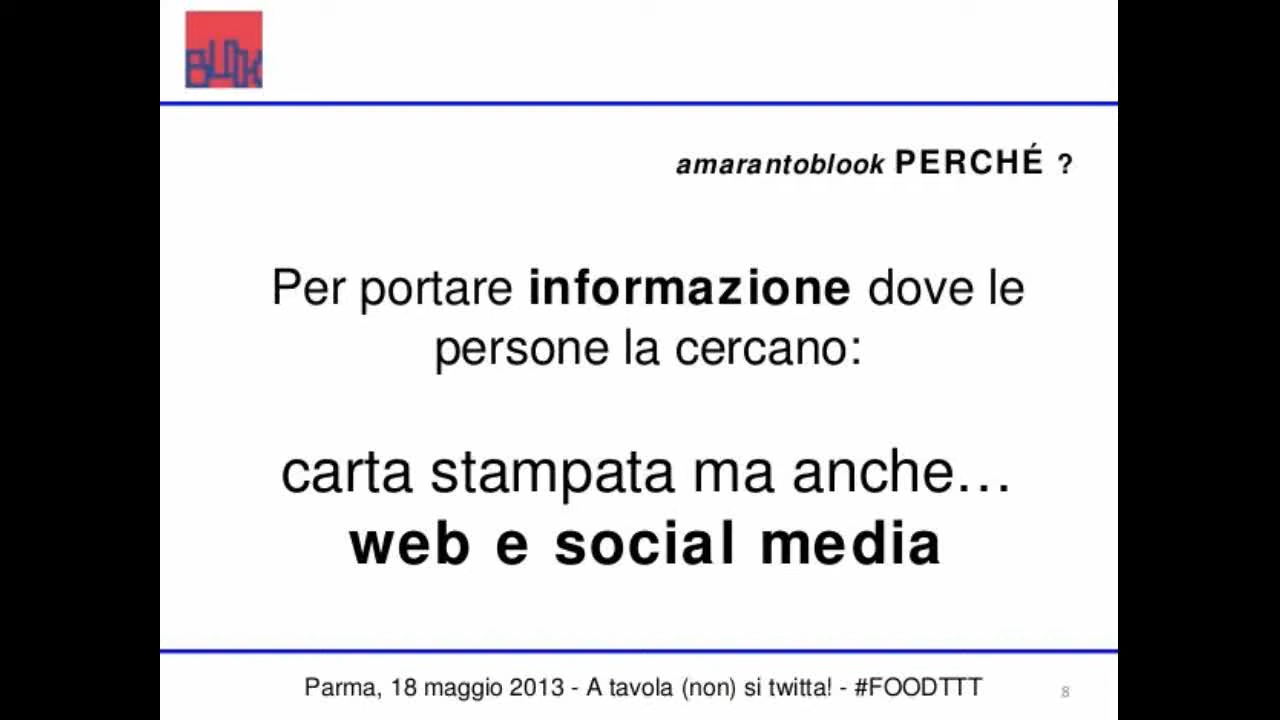 BLOOK
amarantoblook PERCHÉ ?
Per portare informazione dove le
persone la cercano:
carta stampata ma anche…
web e social media
Parma, 18 maggio 2013 - A tavola (non) si twitta! - #FOODTTT
8